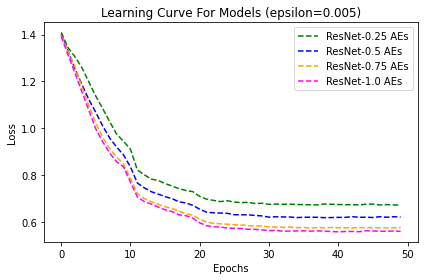 Learning Curve For Models (epsilon=0.005)
ResNet-0.25 AEs
ResNet-0.5 AEs
ResNet-0.75 AEs
ResNet-1.0 AEs
Loss
1.4
1.2
1.0
0.8
0.6
0 10 20 30 40 50
Epochs